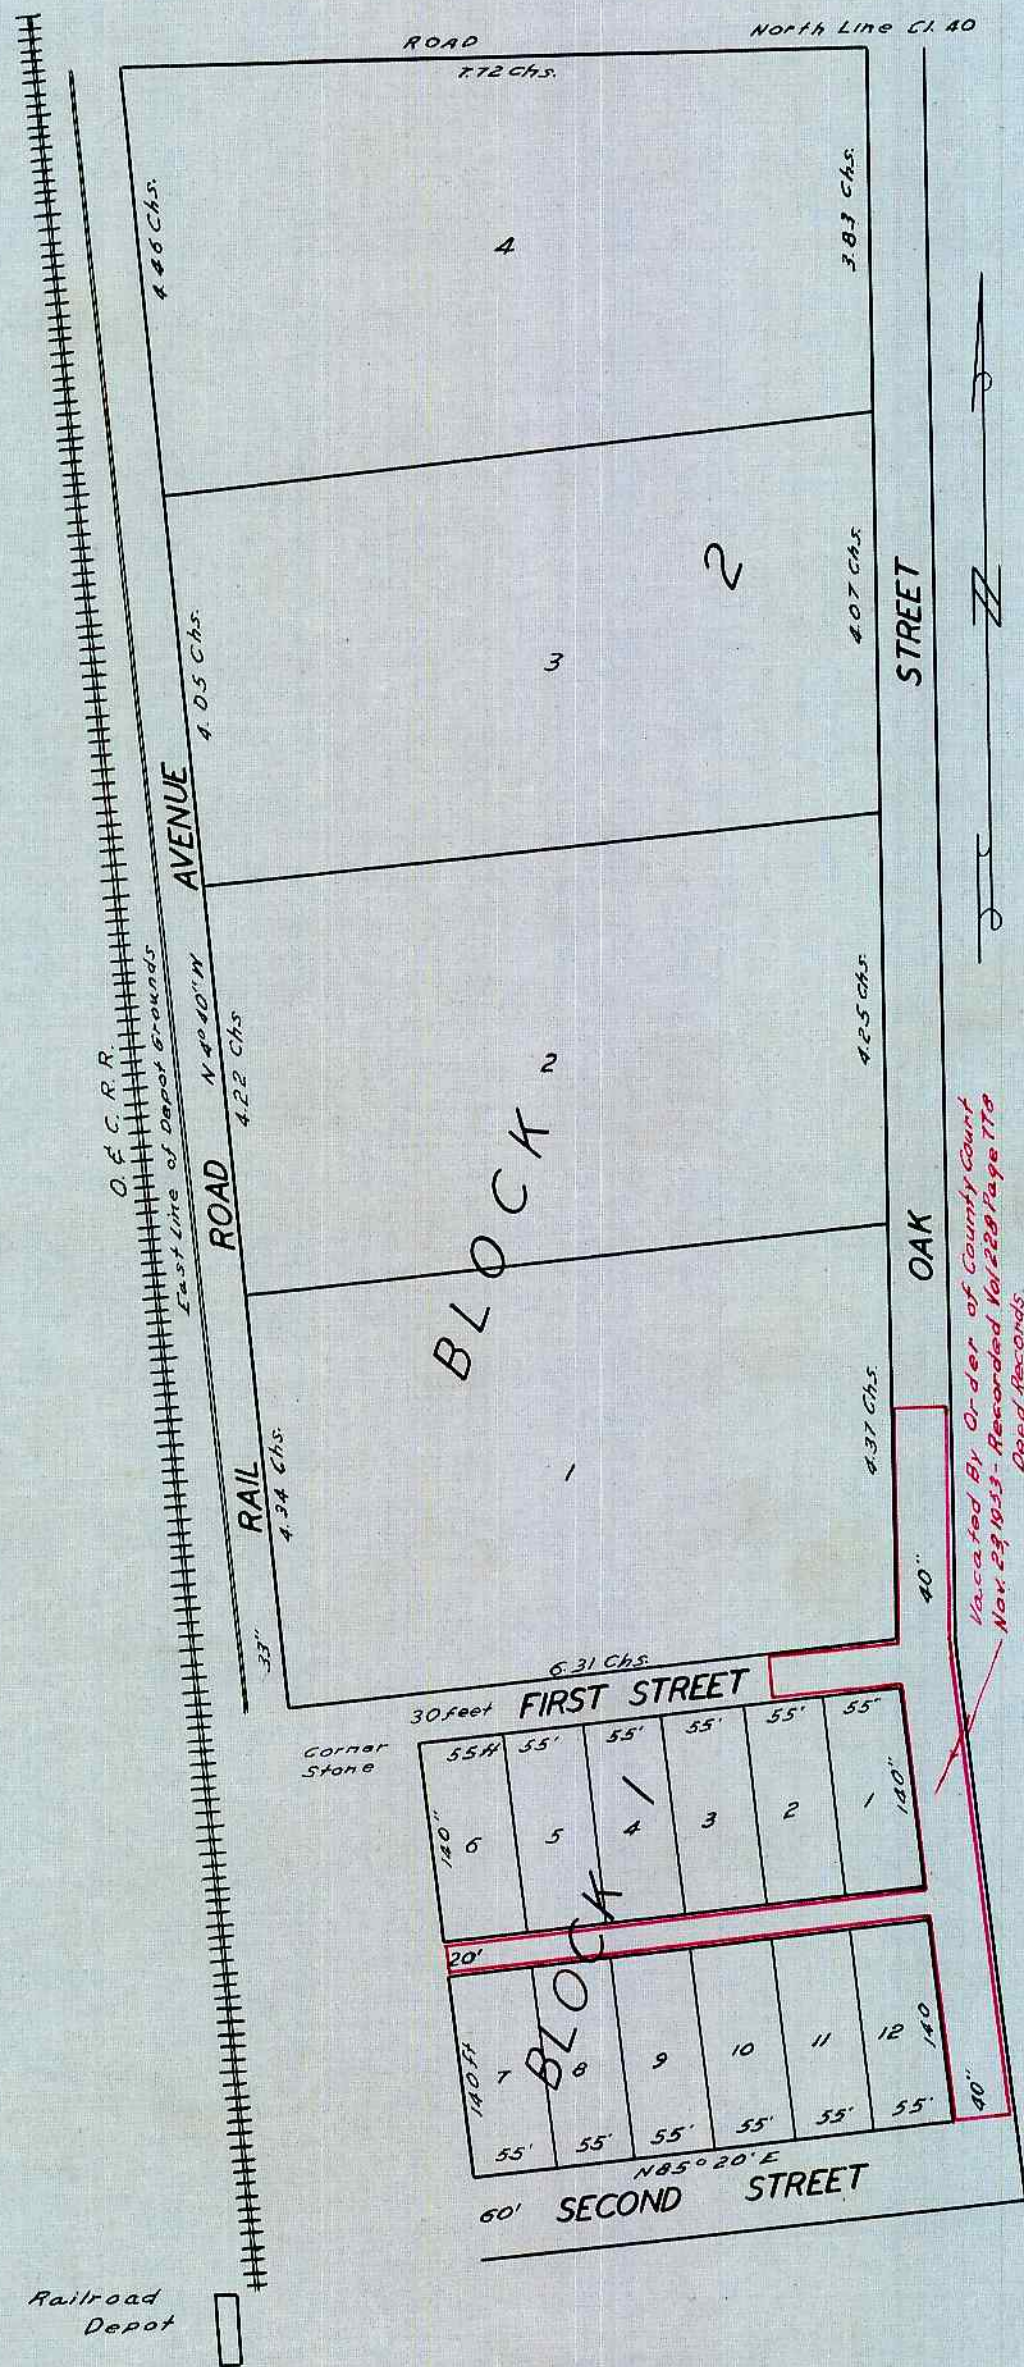 ROAD
North Line Cl. 40
7.72 Chs.
4.46 Chs.
4
3.83 Chs.
2
3
4.05 Chs.
4.07 Chs.
STREET
N
AVENUE
O. & C. R. R.
East Line of Depot Grounds
N 4° 40" W
4.22 Chs
2
4.25 Chs.
ROAD
BLOCK
OAK
Vacated By Order of County Court
Nov. 23, 1953 - Recorded Vol 228 Page 778
Deed Records
RAIL
4.34 Chs.
1
4.37 Chs.
33"
40"
6.31 Chs.
30 feet FIRST STREET
Corner
Stone
55ft 55' 55' 55' 55' 55'
140" 6 5 4 3 2 1 140"
BLOCK 1
20'
140 ft 7 8 9 10 11 12 140
40"
55' 55' 55' 55' 55' 55'
N 85° 20' E
60' SECOND STREET
Railroad
Depot